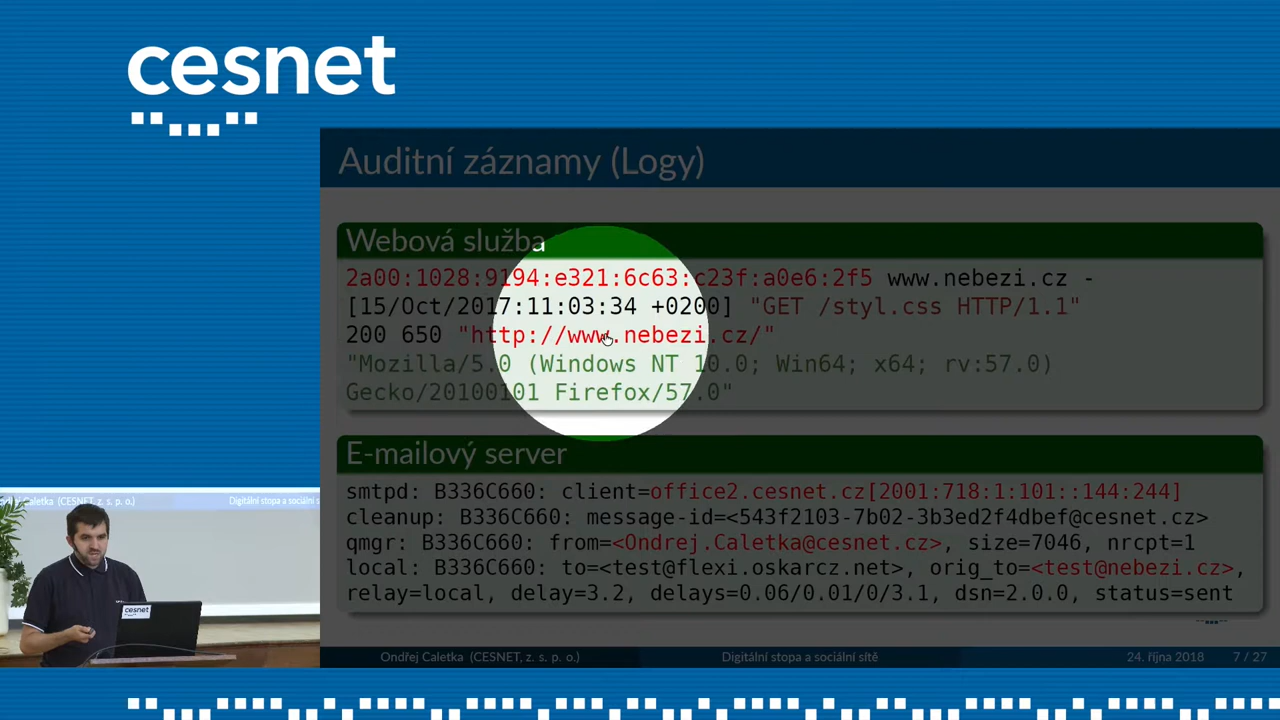 cesnet
Auditní záznamy (Logy)
Webová služba
2a00:1028:9194:e321:6c63:c23f:a0e6:2f5 www.nebezi.cz -
[15/Oct/2017:11:03:34 +0200] "GET /styl.css HTTP/1.1"
200 650 "http://www.nebezi.cz/"
"Mozilla/5.0 (Windows NT 10.0; Win64; x64; rv:57.0)
Gecko/20100101 Firefox/57.0"
E-mailový server
smtpd: B336C660: client=office2.cesnet.cz[2001:718:1:101::144:244]
cleanup: B336C660: message-id=<543f2103-7b02-3b3ed2f4dbef@cesnet.cz>
qmgr: B336C660: from=<Ondrej.Caletka@cesnet.cz>, size=7046, nrcpt=1
local: B336C660: to=<test@flexi.oskarcz.net>, orig_to=<test@nebezi.cz>,
relay=local, delay=3.2, delays=0.06/0.01/0/3.1, dsn=2.0.0, status=sent
Ondřej Caletka (CESNET, z. s. p. o.) Digitální stopa a sociální sítě 24. října 2018 7 / 27
Caletka (CESNET, z. s. p. o.) Digitální stopa a sociální s
cesnet